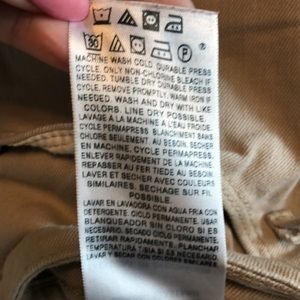 30
P
®
MACHINE WASH COLD, DURABLE PRESS
CYCLE. ONLY NON-CHLORINE BLEACH IF
NEEDED. TUMBLE DRY DURABLE PRESS
CYCLE. REMOVE PROMPTLY. WARM IRON IF
NEEDED. WASH AND DRY WITH LIKE
COLORS. LINE DRY POSSIBLE.
LAVAGE A LA MACHINE A L'EAU FROIDE.
CYCLE PERMAPRESS. BLANCHIMENT SANS
CHLORE SEULEMENT, AU BESOIN. SECHER
AU BESOIN, CYCLE PERMAPRESS.
ENLEVER RAPIDEMENT DE LA MACHINE.
REPASSER AU FER TIEDE AU BESOIN.
LAVER ET SECHER AVEC COULEURS
SIMILAIRES. SECHAGE SUR FIL
POSSIBLE.
LAVAR EN LAVADORA CON AGUA FRIA CON
DETERGENTE. CICLO PERMANENTE. USAR
BLANQUEADOR SIN CLORO SI ES
NECESARIO. CICLO PERMANENTE.
RETIRAR RAPIDAMENTE. PLANCHAR
TEMPERATURA TIBIA SI ES